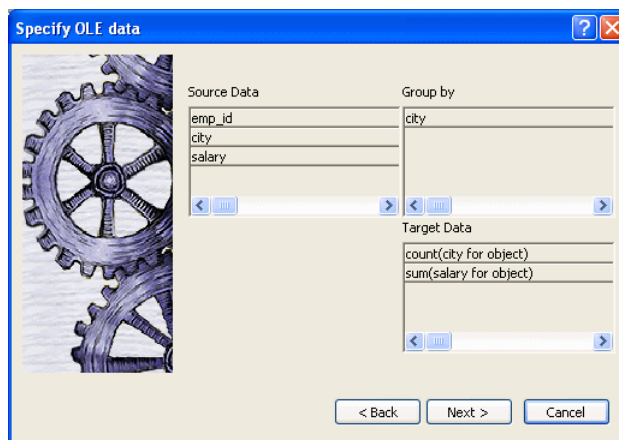 Specify OLE data
Source Data
emp_id
city
salary
Group by
city
Target Data
count(city for object)
sum(salary for object)
< Back
Next >
Cancel